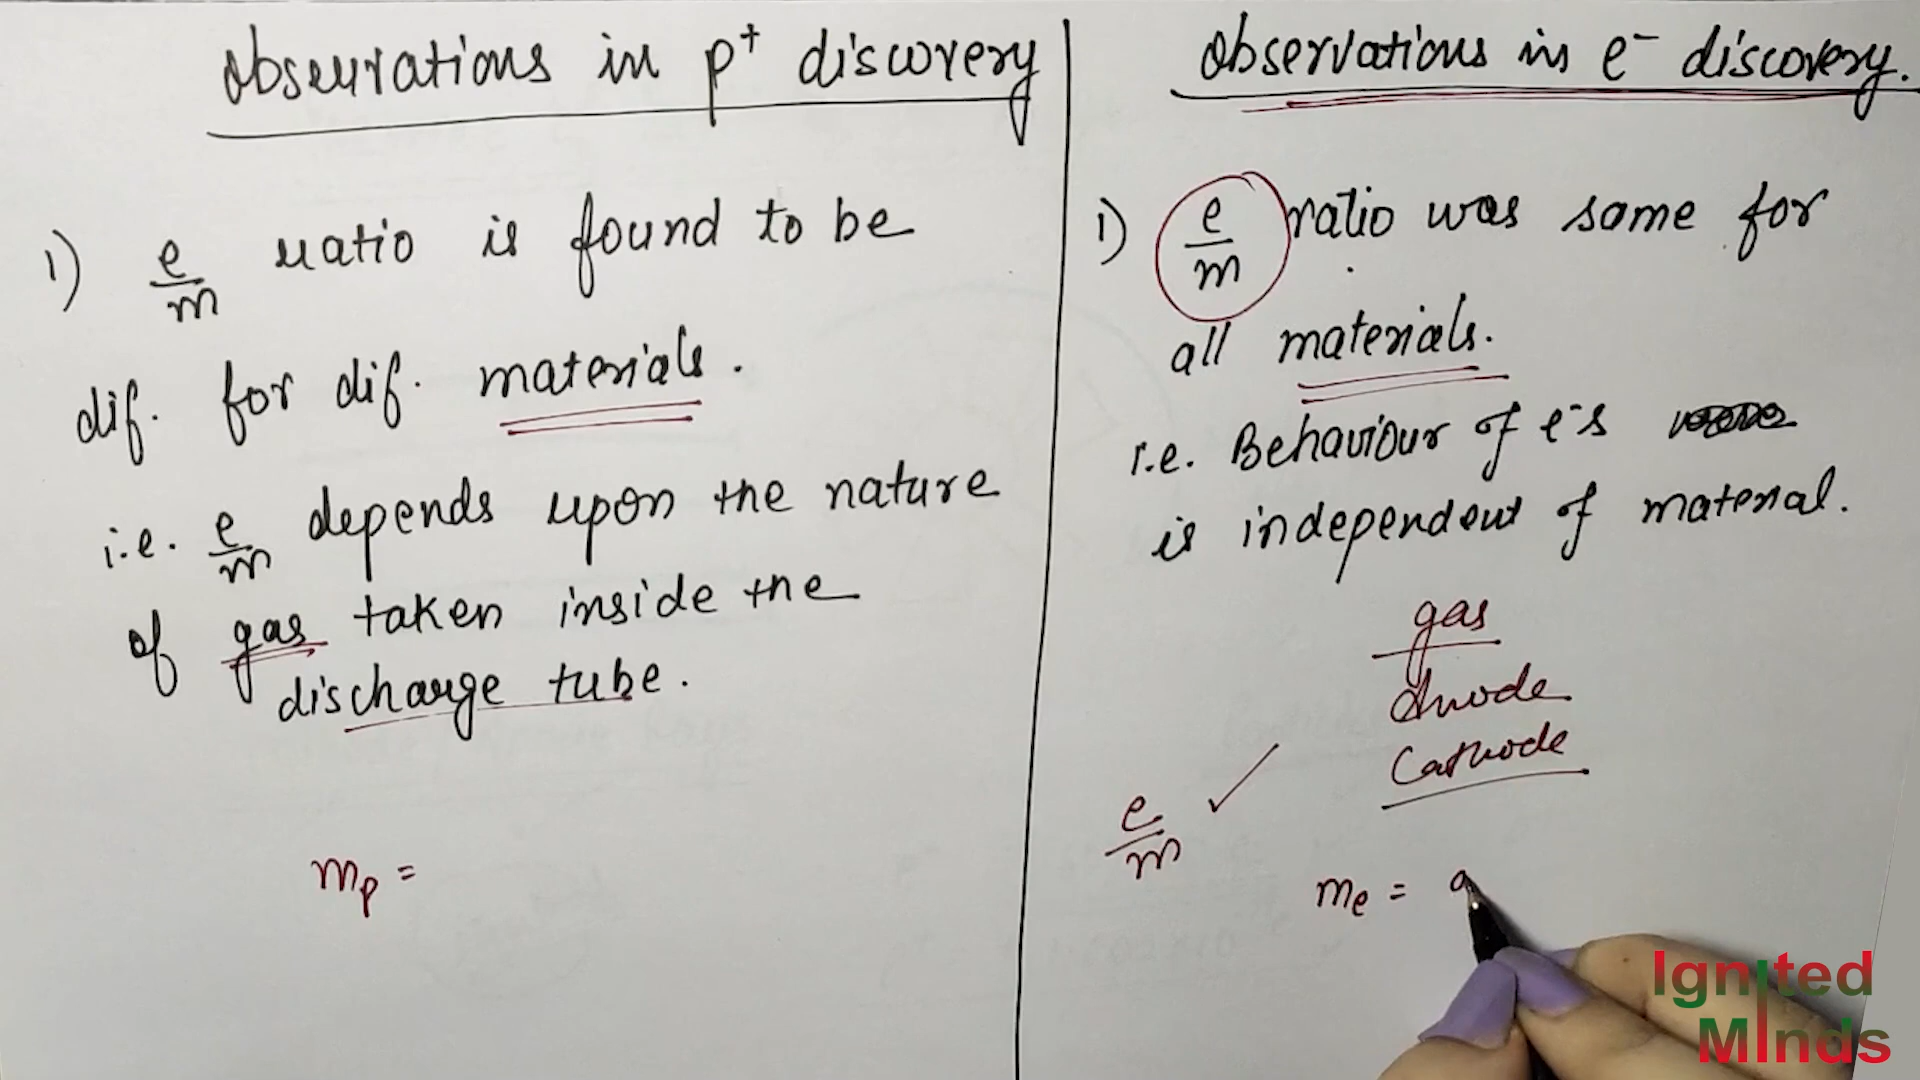 Observations in p⁺ discovery
1) e/m ratio is found to be
dif. for dif. materials.
i.e. e/m depends upon the nature
of gas taken inside the
discharge tube.
mp =
Observations in e⁻ discovery.
1) e/m ratio was same for
all materials.
i.e. Behaviour of e⁻s
is independent of material.
gas
Anode
Cathode
e/m ✓
me = 9
Ignited
Minds